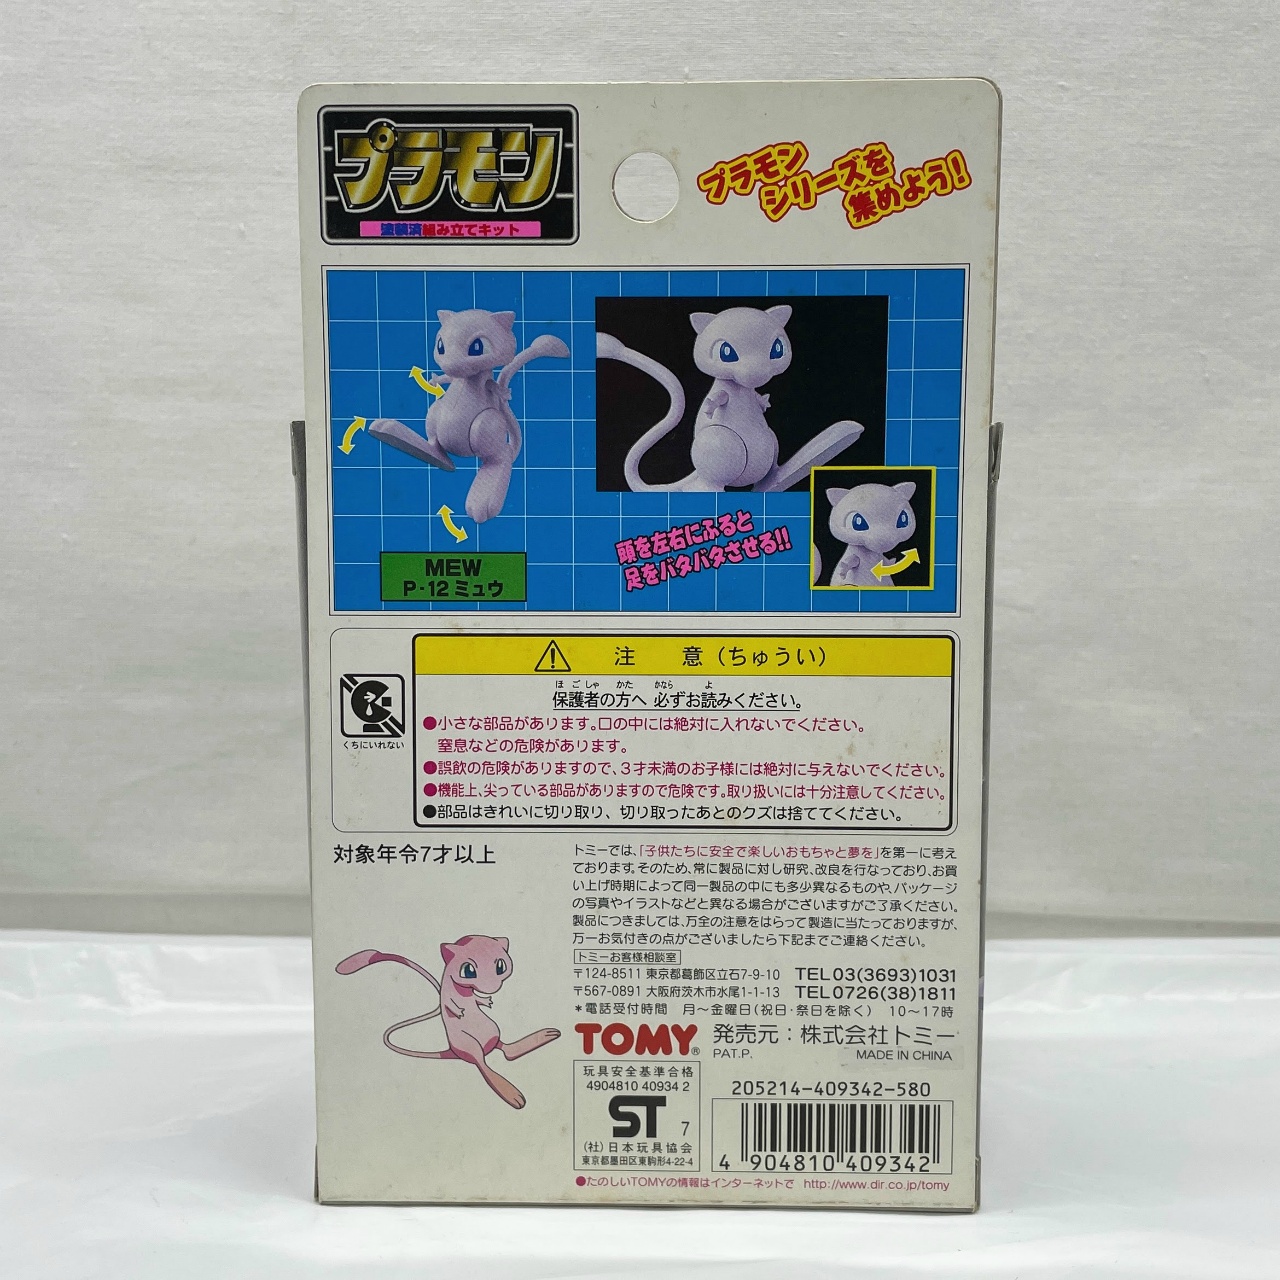 プラモン
塗装済組み立てキット
プラモン
シリーズを
集めよう!
MEW
P-12 ミュウ
頭を左右にふると
足をバタバタさせる!!
注 意(ちゅうい)
ほごしゃ かた かなら よ
保護者の方へ 必ずお読みください。
くちにいれない
●小さな部品があります。口の中には絶対に入れないでください。
窒息などの危険があります。
●誤飲の危険がありますので、3才未満のお子様には絶対に与えないでください。
●機能上、尖っている部品がありますので危険です。取り扱いには十分注意してください。
●部品はきれいに切り取り、切り取ったあとのクズは捨ててください。
対象年令7才以上
トミーでは、「子供たちに安全で楽しいおもちゃと夢を」を第一に考え
ております。そのため、常に製品に対し研究、改良を行なっており、お買
い上げ時期によって同一製品の中にも多少異なるものや、パッケージ
の写真やイラストなどと異なる場合がございますがご了承ください。
製品につきましては、万全の注意をはらって製造に当たっておりますが、
万一お気付きの点がございましたら下記までご連絡ください。
トミーお客様相談室
〒124-8511 東京都葛飾区立石7-9-10 TEL03(3693)1031
〒567-0891 大阪府茨木市水尾1-1-13 TEL0726(38)1811
*電話受付時間 月〜金曜日(祝日・祭日を除く) 10〜17時
TOMY® 発売元:株式会社トミー
PAT.P. MADE IN CHINA
玩具安全基準合格
4904810 40934 2
ST 7
(社)日本玩具協会
東京都墨田区東駒形4-22-4
205214-409342-580
4 904810 409342
●たのしいTOMYの情報はインターネットで http://www.dir.co.jp/tomy